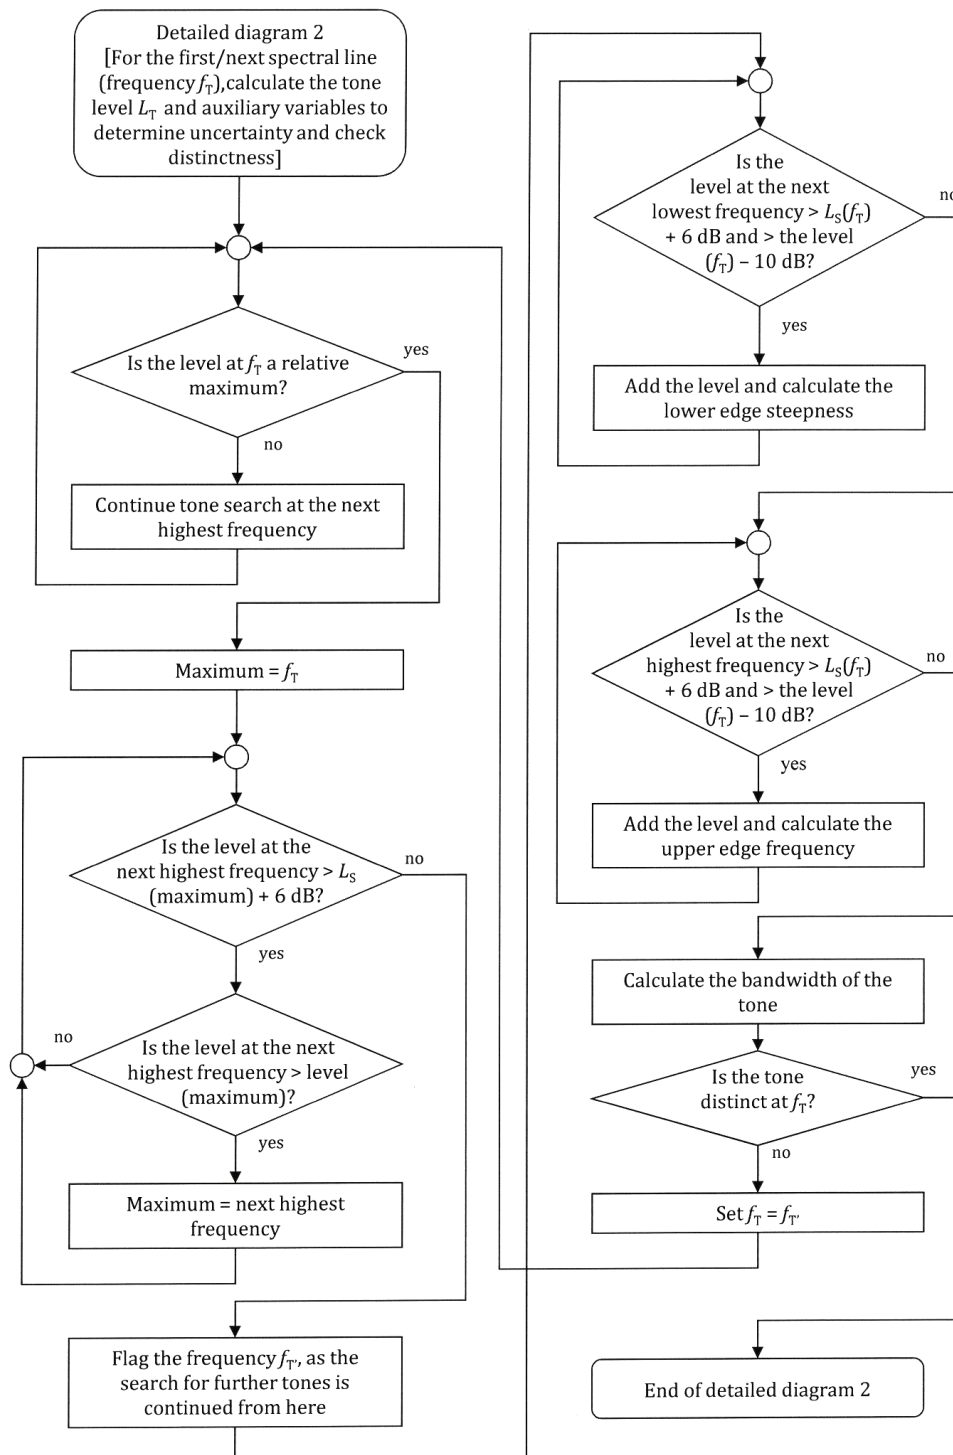 Detailed diagram 2
[For the first/next spectral line
(frequency fT),calculate the tone
level LT and auxiliary variables to
determine uncertainty and check
distinctness]
Is the level at fT a relative
maximum?
yes
no
Continue tone search at the next
highest frequency
Maximum = fT
Is the level at the
next highest frequency > LS
(maximum) + 6 dB?
no
yes
Is the level at the next
highest frequency > level
(maximum)?
no
yes
Maximum = next highest
frequency
Flag the frequency fT', as the
search for further tones is
continued from here
Is the
level at the next
lowest frequency > LS(fT)
+ 6 dB and > the level
(fT) – 10 dB?
no
yes
Add the level and calculate the
lower edge steepness
Is the
level at the next
highest frequency > LS(fT)
+ 6 dB and > the level
(fT) – 10 dB?
no
yes
Add the level and calculate the
upper edge frequency
Calculate the bandwidth of the
tone
Is the tone
distinct at fT?
yes
no
Set fT = fT'
End of detailed diagram 2